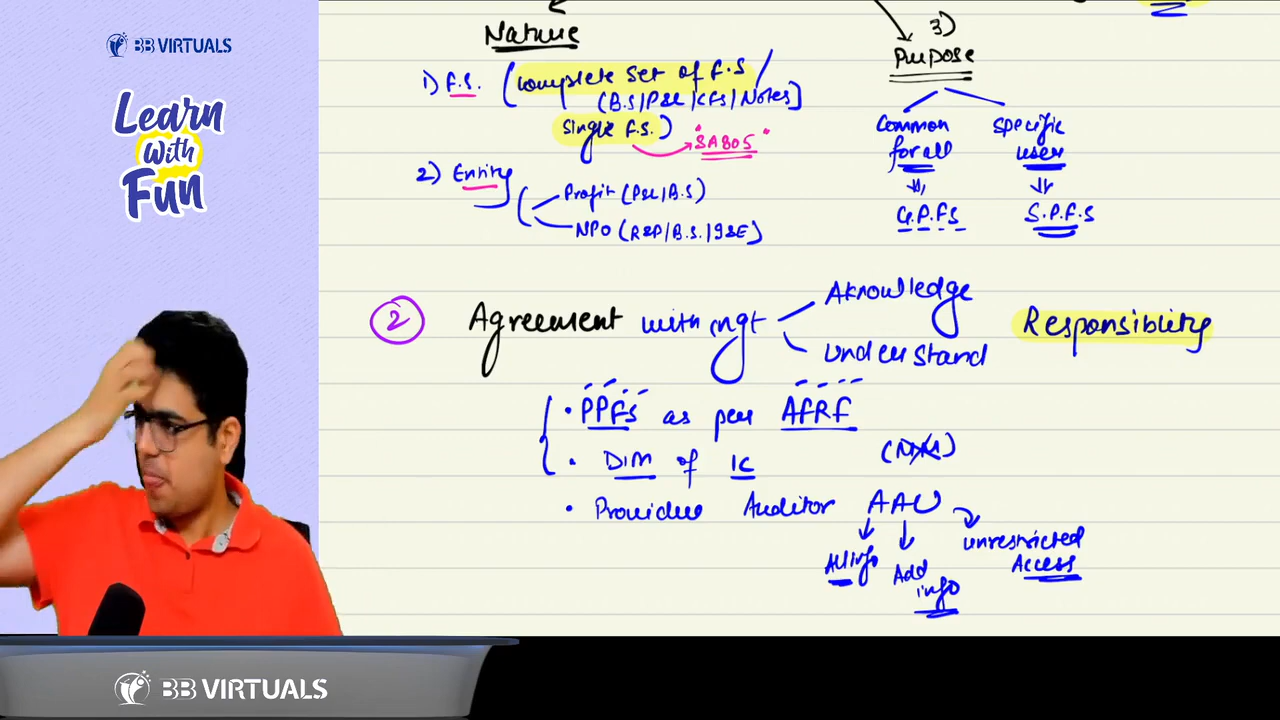 BB VIRTUALS
Learn
With
Fun
Nature
1) F.S. (Complete Set of F.S /
(B.S/P&L/CFS/Notes]
Single F.S.) "SA805"
2) Entity
Profit (P&L/B.S)
NPO (R&P/B.S./I&E)
3)
Purpose
Common for all
Specific user
G.P.FS
S.P.F.S
2 Agreement with mgt
Aknowledge
Understand
Responsiblity
• PPFs as per AFRF
• DIM of IC
• Provides Auditor AAU
All info
Add info
Unrestricted Access
BB VIRTUALS